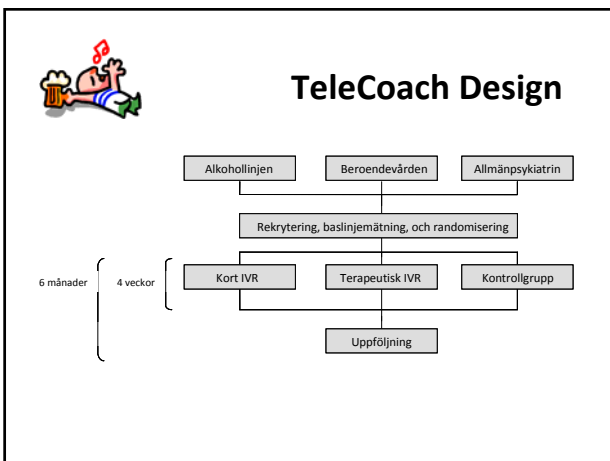 TeleCoach Design
Alkohollinjen
Beroendevården
Allmänpsykiatrin
Rekrytering, baslinjemätning, och randomisering
6 månader
4 veckor
Kort IVR
Terapeutisk IVR
Kontrollgrupp
Uppföljning